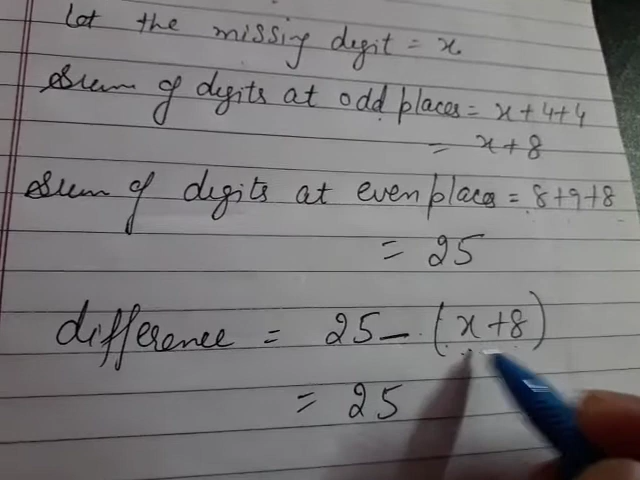 Let the missing digit = x
Sum of digits at odd places = x+4+4
= x+8
Sum of digits at even places = 8+9+8
= 25
difference = 25 - (x+8)
= 25